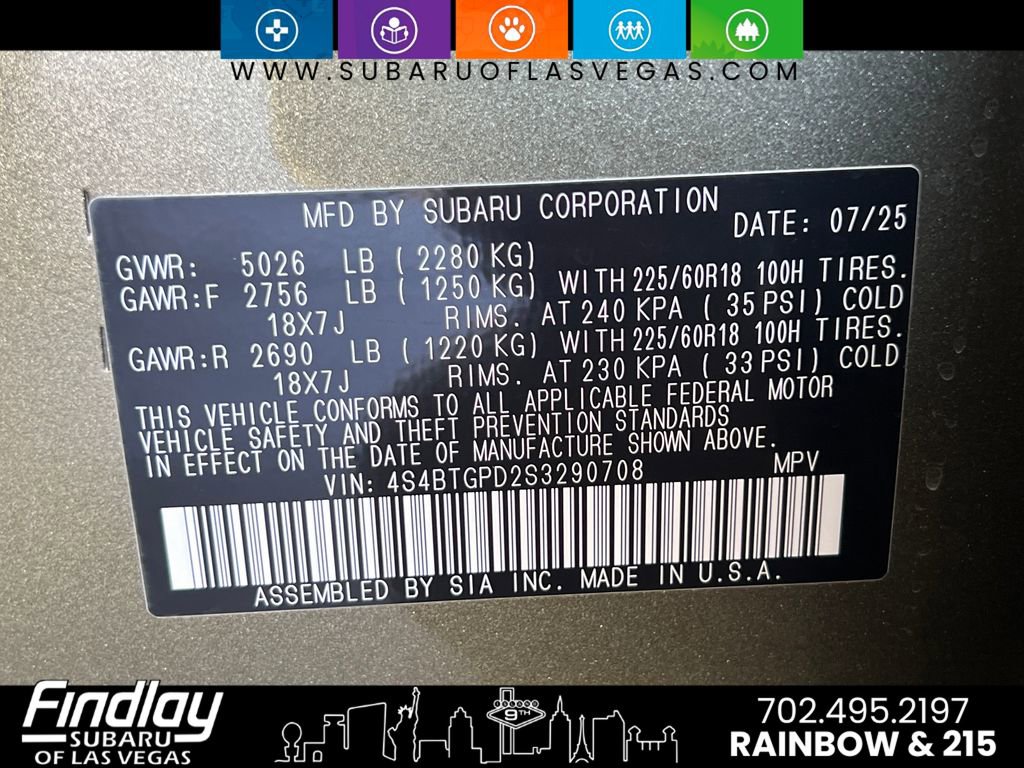 WWW.SUBARUOFLASVEGAS.COM
MFD BY SUBARU CORPORATION DATE: 07/25
GVWR: 5026 LB ( 2280 KG)
GAWR:F 2756 LB ( 1250 KG) WITH 225/60R18 100H TIRES.
18X7J RIMS. AT 240 KPA ( 35 PSI) COLD
GAWR:R 2690 LB ( 1220 KG) WITH 225/60R18 100H TIRES.
18X7J RIMS. AT 230 KPA ( 33 PSI) COLD
THIS VEHICLE CONFORMS TO ALL APPLICABLE FEDERAL MOTOR
VEHICLE SAFETY AND THEFT PREVENTION STANDARDS
IN EFFECT ON THE DATE OF MANUFACTURE SHOWN ABOVE.
VIN: 4S4BTGPD2S3290708 MPV
ASSEMBLED BY SIA INC. MADE IN U.S.A.
Findlay
SUBARU
OF LAS VEGAS
9TH
702.495.2197
RAINBOW & 215